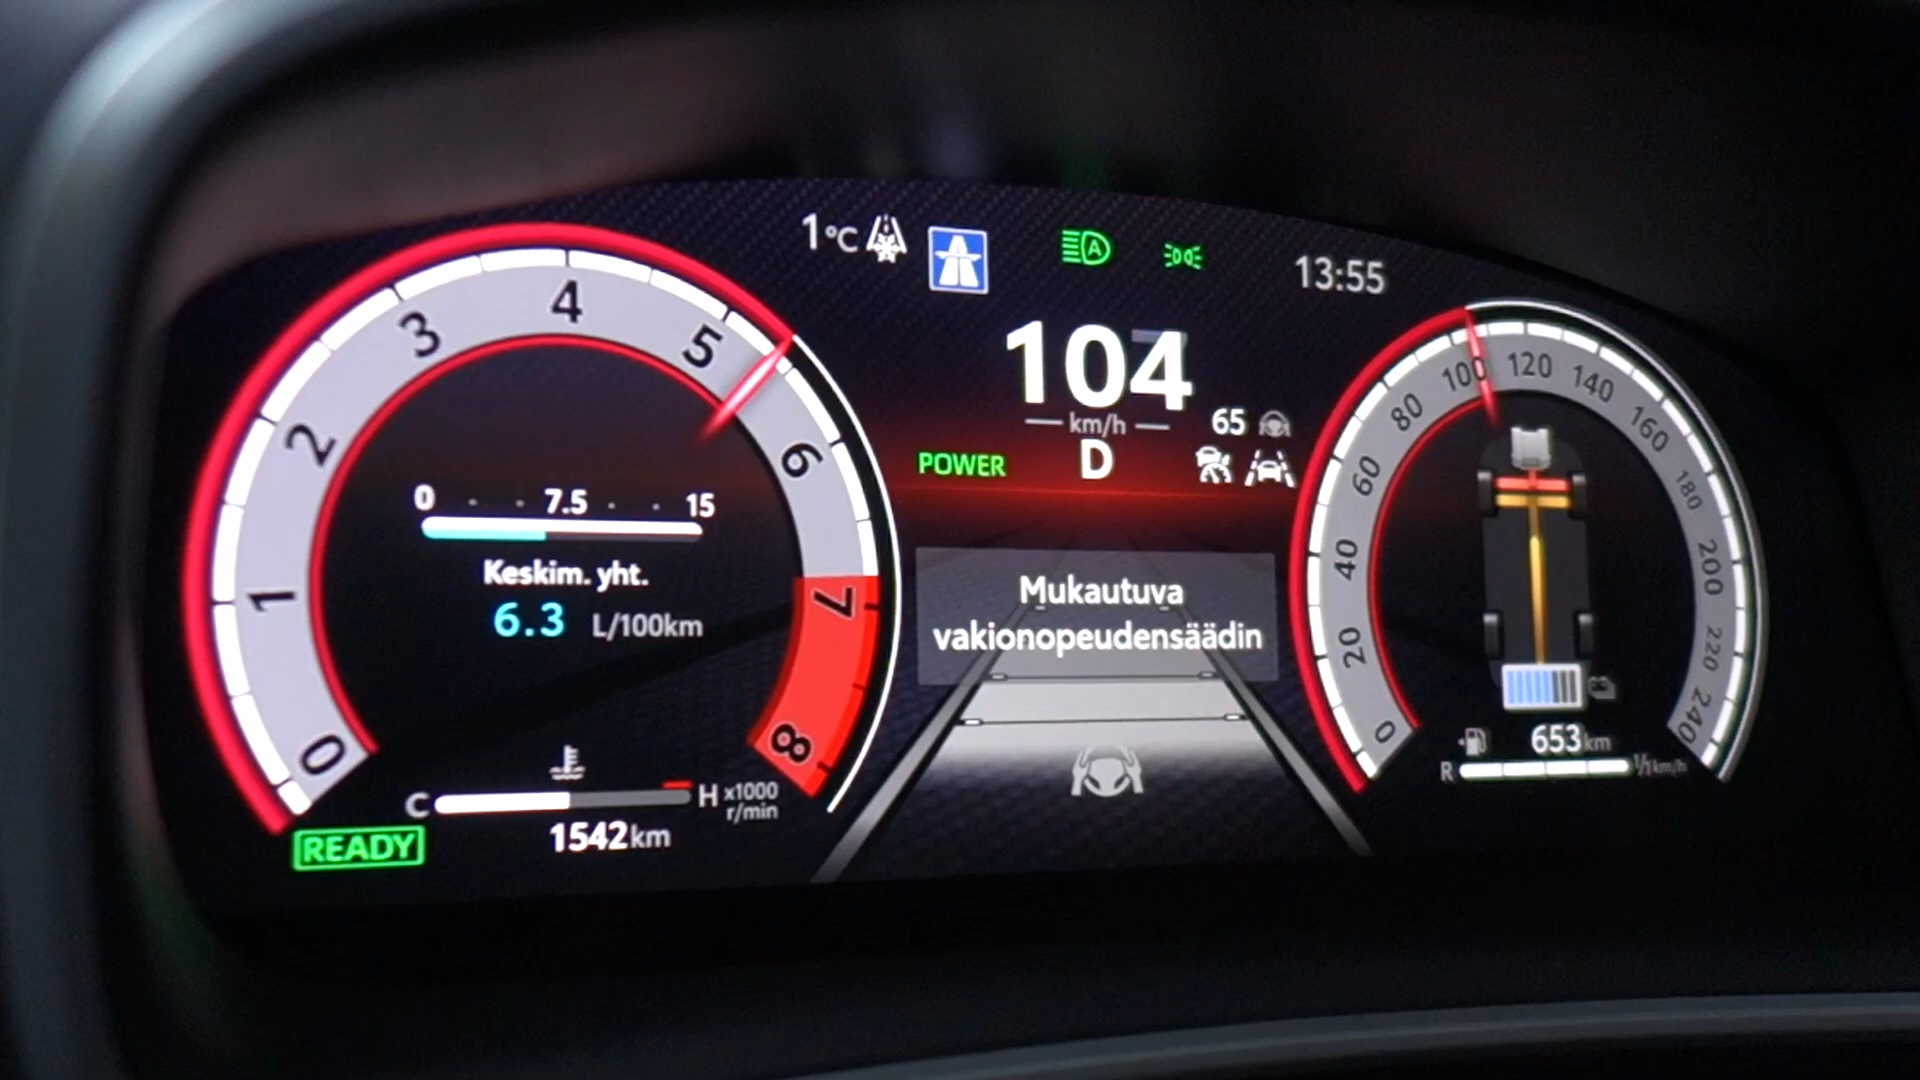 1°C
A
13:55
104
km/h
65
POWER
D
0 1 2 3 4 5 6 7 8
0 7.5 15
Keskim. yht.
6.3 L/100km
Mukautuva
vakionopeudensäädin
0 20 40 60 80 100 120 140 160 180 200 220 240
C H x1000
r/min
1542km
READY
653km
R 1/1 km/h